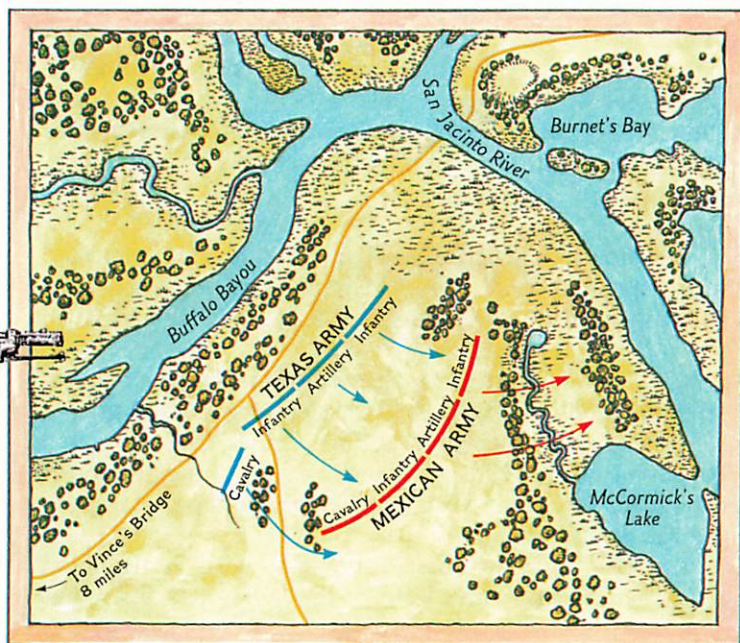 San Jacinto River
Burnet's Bay
Buffalo Bayou
TEXAS ARMY
Infantry Artillery Infantry
Cavalry
Cavalry Infantry Artillery Infantry
MEXICAN ARMY
McCormick's
Lake
To Vince's Bridge
8 miles